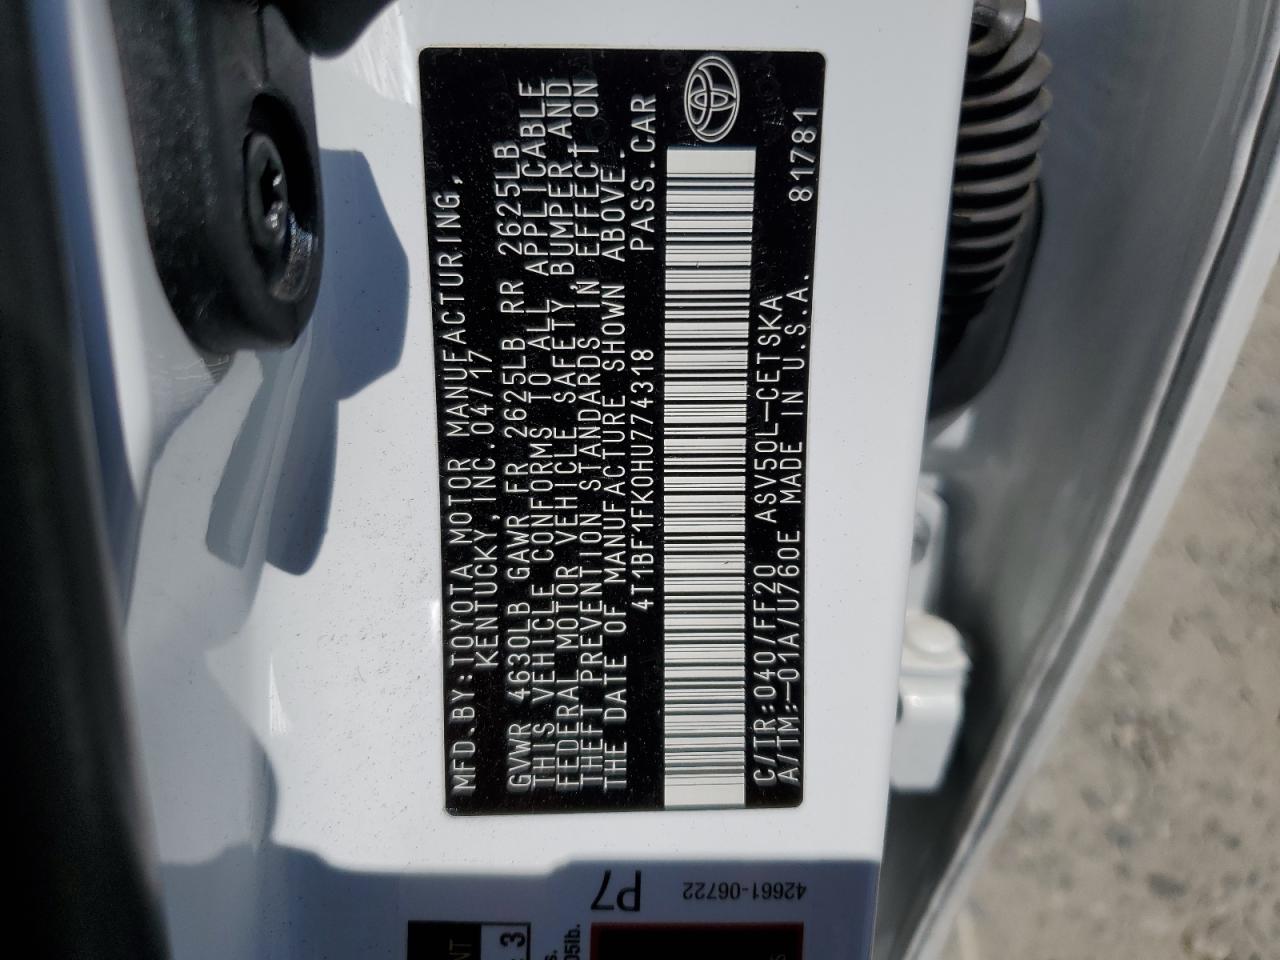 MFD.BY:TOYOTA MOTOR MANUFACTURING,
KENTUCKY,INC.04/17
GVWR 4630LB GAWR FR 2625LB RR 2625LB
THIS VEHICLE CONFORMS TO ALL APPLICABLE
FEDERAL MOTOR VEHICLE SAFETY,BUMPER,AND
THEFT PREVENTION STANDARDS IN EFFECT ON
THE DATE OF MANUFACTURE SHOWN ABOVE.
4T1BF1FK0HU774318 PASS.CAR
C/TR:040/FF20 ASV50L-CETSKA 81781
A/TM:-01A/U760E MADE IN U.S.A.
P7
42661-06722
NT
3
05lb.